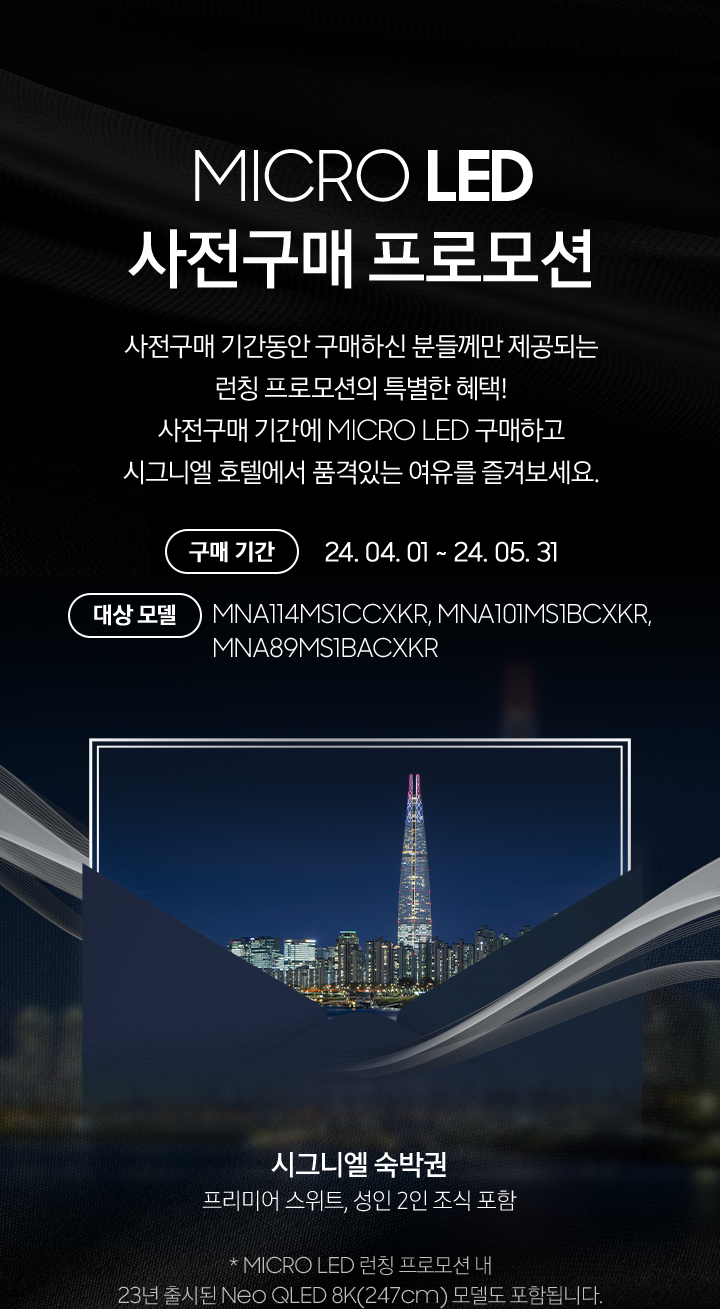 MICRO LED
사전구매 프로모션
사전구매 기간동안 구매하신 분들께만 제공되는
런칭 프로모션의 특별한 혜택!
사전구매 기간에 MICRO LED 구매하고
시그니엘 호텔에서 품격있는 여유를 즐겨보세요.
구매 기간 24. 04. 01 ~ 24. 05. 31
대상 모델 MNA114MS1CCXKR, MNA101MS1BCXKR,
MNA89MS1BACXKR
시그니엘 숙박권
프리미어 스위트, 성인 2인 조식 포함
* MICRO LED 런칭 프로모션 내
23년 출시된 Neo QLED 8K(247cm) 모델도 포함됩니다.